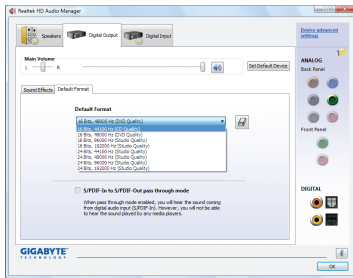 Realtek HD Audio Manager
Speakers
Digital Output
Digital Input
Device advanced
settings
Main Volume
L
R
Set Default Device
ANALOG
Back Panel
Sound Effects
Default Format
Default Format
16 Bits, 48000 Hz (DVD Quality)
16 Bits, 44100 Hz (CD Quality)
16 Bits, 48000 Hz (DVD Quality)
16 Bits, 96000 Hz (Studio Quality)
16 Bits, 192000 Hz (Studio Quality)
24 Bits, 44100 Hz (Studio Quality)
24 Bits, 48000 Hz (Studio Quality)
24 Bits, 96000 Hz (Studio Quality)
24 Bits, 192000 Hz (Studio Quality)
Front Panel
S/PDIF-In to S/PDIF-Out pass through mode
When pass through mode enabled, you will hear the sound coming
from digital audio input (S/PDIF-In). However, you will not be able
to hear the sound played by any media players.
DIGITAL
GIGABYTE
TECHNOLOGY
OK